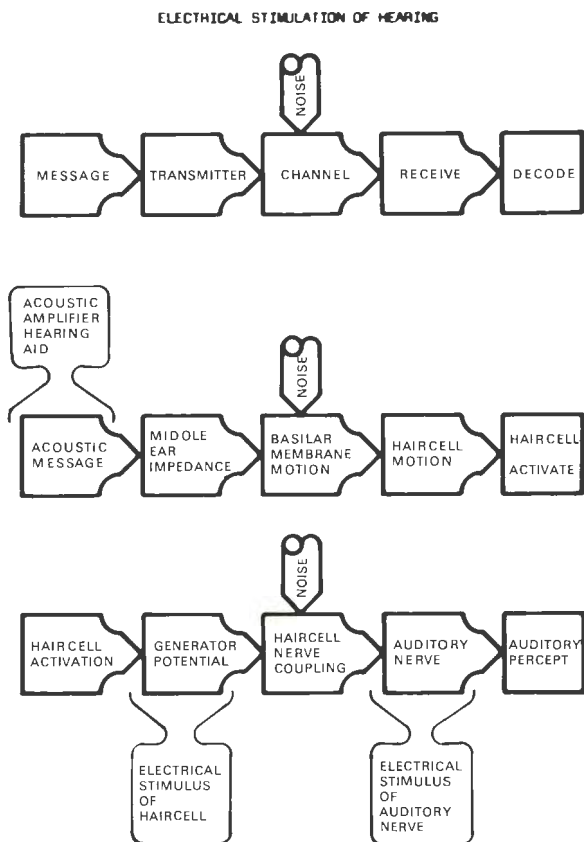 ELECTRICAL STIMULATION OF HEARING
NOISE
MESSAGE
TRANSMITTER
CHANNEL
RECEIVE
DECODE
ACOUSTIC
AMPLIFIER
HEARING
AID
NOISE
ACOUSTIC
MESSAGE
MIDDLE
EAR
IMPEDANCE
BASILAR
MEMBRANE
MOTION
HAIRCELL
MOTION
HAIRCELL
ACTIVATE
NOISE
HAIRCELL
ACTIVATION
GENERATOR
POTENTIAL
HAIRCELL
NERVE
COUPLING
AUDITORY
NERVE
AUDITORY
PERCEPT
ELECTRICAL
STIMULUS
OF
HAIRCELL
ELECTRICAL
STIMULUS
OF
AUDITORY
NERVE